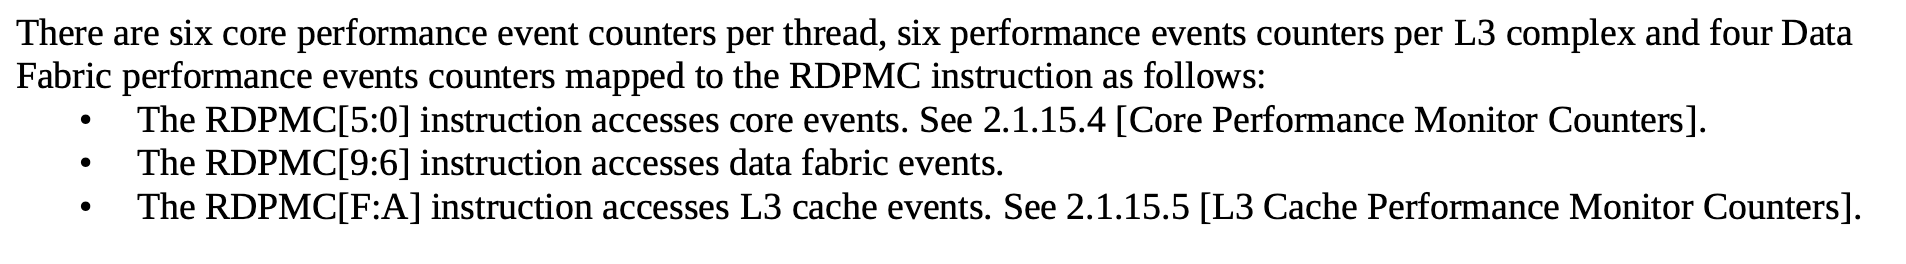 There are six core performance event counters per thread, six performance events counters per L3 complex and four Data
Fabric performance events counters mapped to the RDPMC instruction as follows:
• The RDPMC[5:0] instruction accesses core events. See 2.1.15.4 [Core Performance Monitor Counters].
• The RDPMC[9:6] instruction accesses data fabric events.
• The RDPMC[F:A] instruction accesses L3 cache events. See 2.1.15.5 [L3 Cache Performance Monitor Counters].